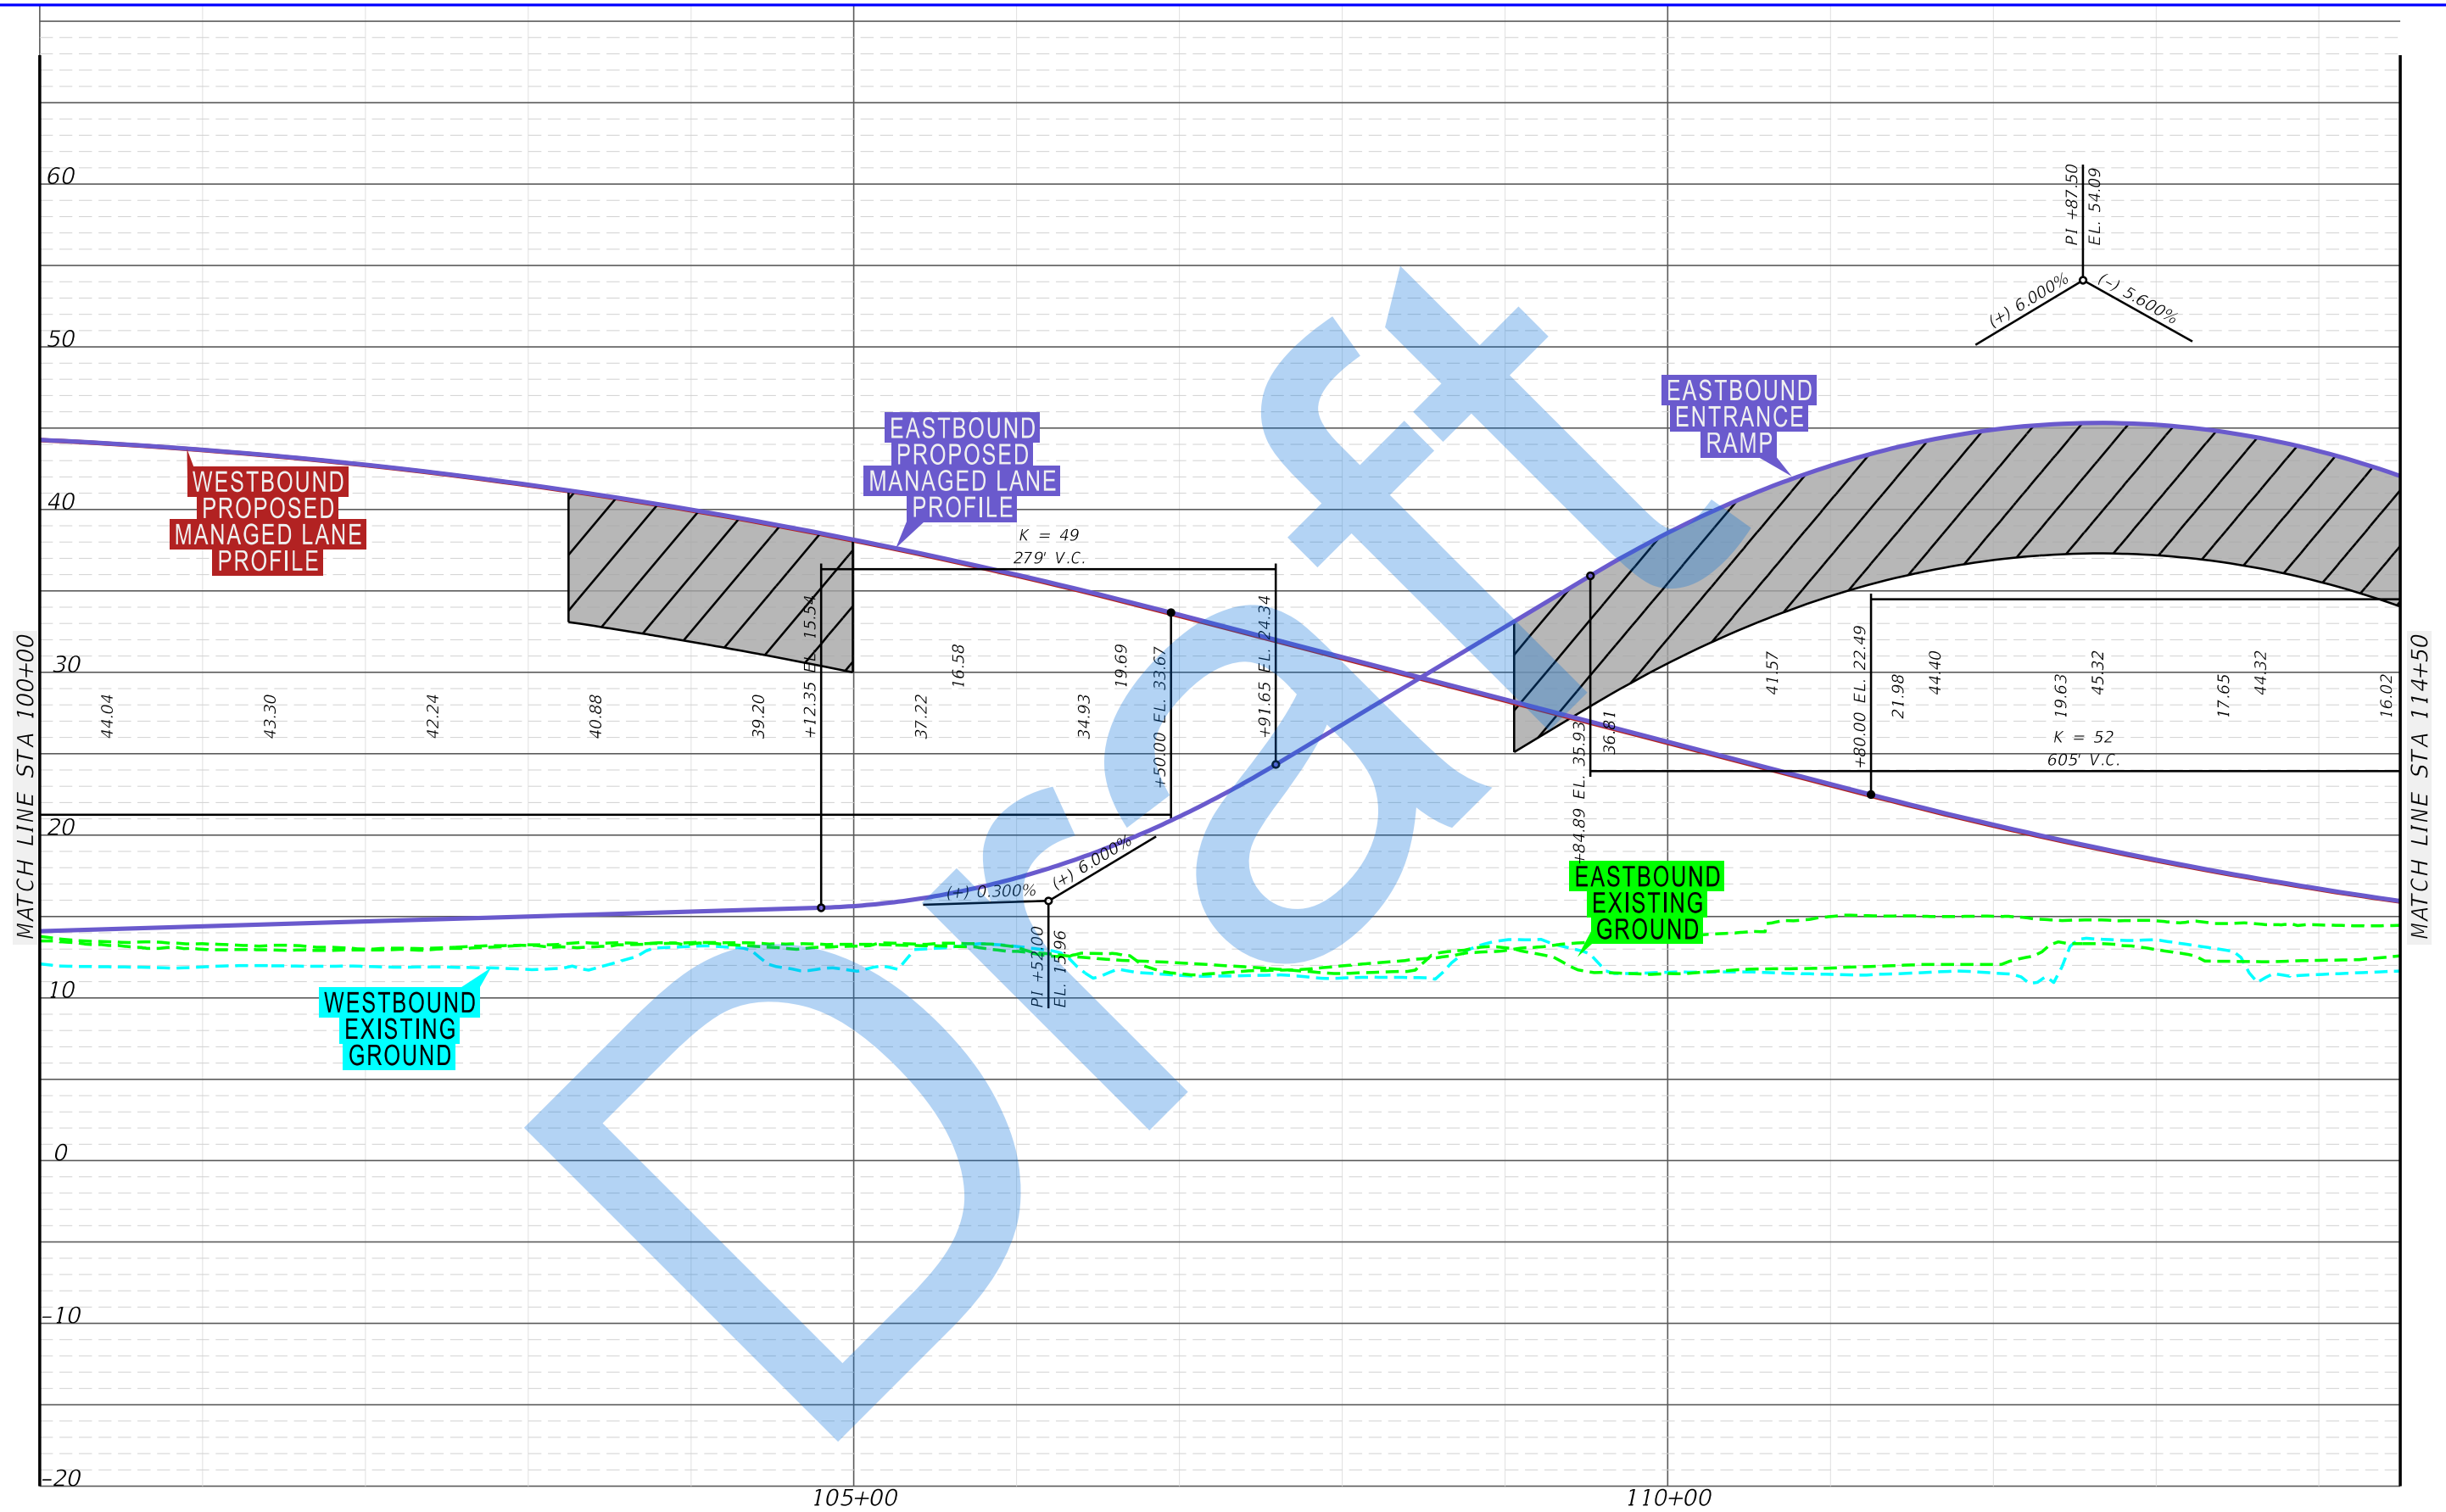 60
50
40
30
20
10
0
-10
-20
105+00
110+00
MATCH LINE STA 100+00
MATCH LINE STA 114+50
WESTBOUND
PROPOSED
MANAGED LANE
PROFILE
EASTBOUND
PROPOSED
MANAGED LANE
PROFILE
EASTBOUND
ENTRANCE
RAMP
EASTBOUND
EXISTING
GROUND
WESTBOUND
EXISTING
GROUND
K = 49
279' V.C.
K = 52
605' V.C.
PI +87.50
EL. 54.09
(+) 6.000%
(-) 5.600%
(+) 0.300%
(+) 6.000%
PI +52.00
EL. 15.96
44.04
43.30
42.24
40.88
39.20
+12.35 EL. 15.54
37.22
16.58
34.93
19.69
+50.00 EL. 33.67
+91.65 EL. 24.34
+84.89 EL. 35.93
36.81
41.57
+80.00 EL. 22.49
21.98
44.40
19.63
45.32
17.65
44.32
16.02
Draft